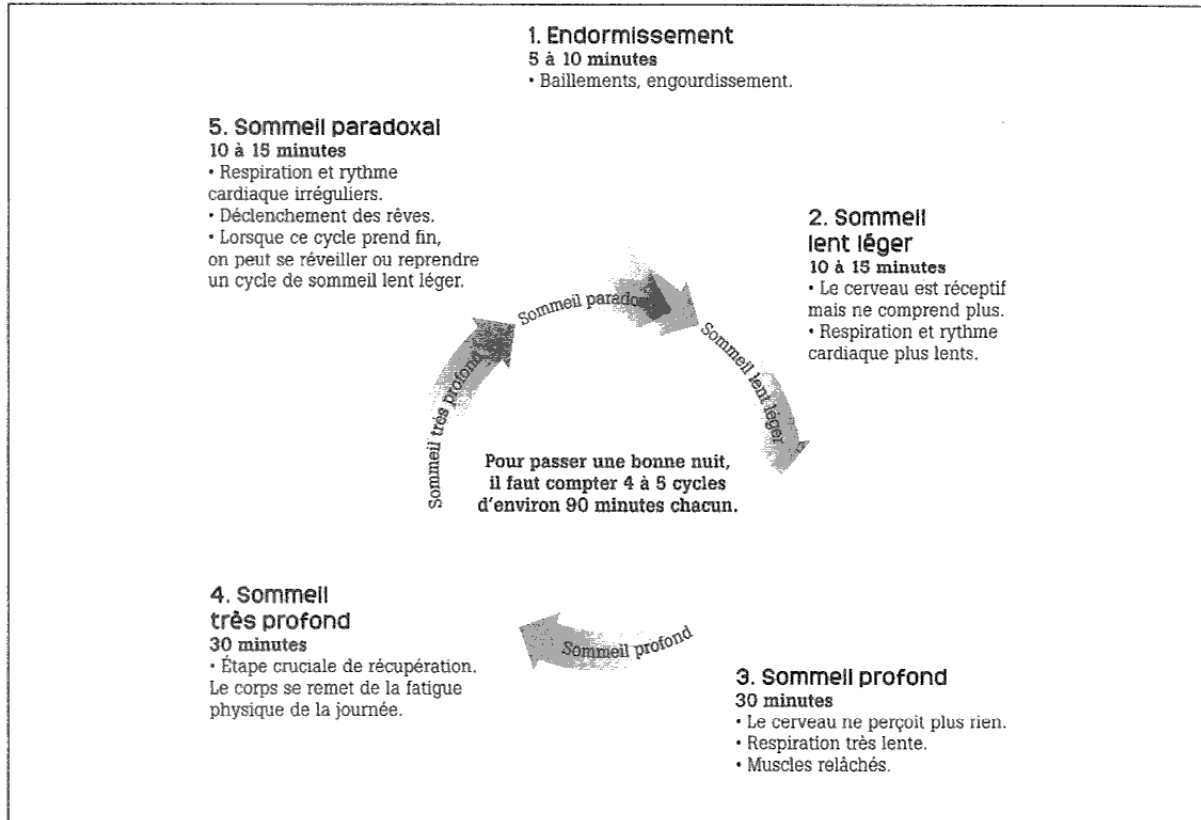 1. Endormissement
5 à 10 minutes
• Baillements, engourdissement.
5. Sommeil paradoxal
10 à 15 minutes
• Respiration et rythme
cardiaque irréguliers.
• Déclenchement des rêves.
• Lorsque ce cycle prend fin,
on peut se réveiller ou reprendre
un cycle de sommeil lent léger.
2. Sommeil
lent léger
10 à 15 minutes
• Le cerveau est réceptif
mais ne comprend plus.
• Respiration et rythme
cardiaque plus lents.
Sommeil
Sommeil lent léger
Sommeil très profond
Pour passer une bonne nuit,
il faut compter 4 à 5 cycles
d'environ 90 minutes chacun.
4. Sommeil
très profond
30 minutes
• Étape cruciale de récupération.
Le corps se remet de la fatigue
physique de la journée.
Sommeil profond
3. Sommeil profond
30 minutes
• Le cerveau ne perçoit plus rien.
• Respiration très lente.
• Muscles relâchés.